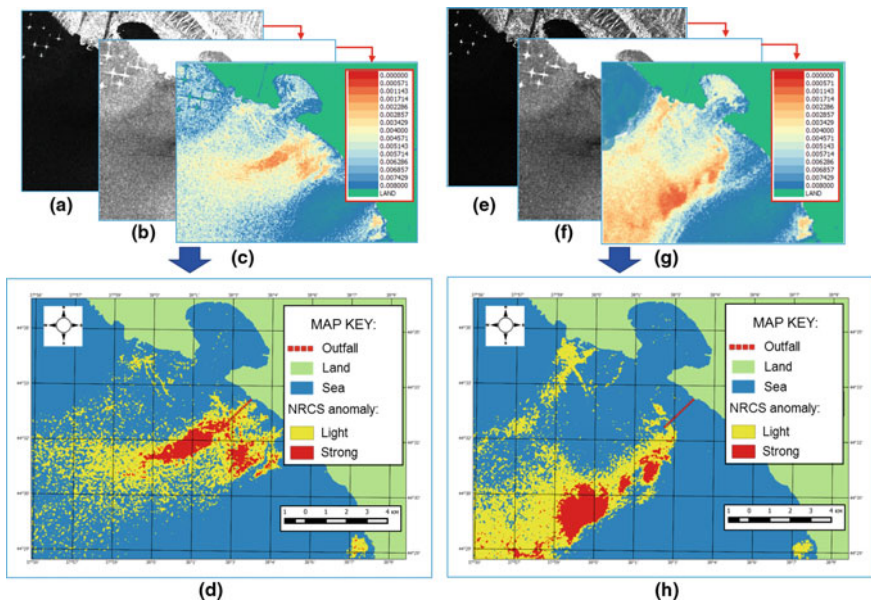 (a)
(b)
(c)
0.000000
0.000571
0.001143
0.001714
0.002286
0.002857
0.003429
0.004000
0.004571
0.005143
0.005714
0.006286
0.006857
0.007429
0.008000
LAND
(e)
(f)
(g)
0.000000
0.000571
0.001143
0.001714
0.002286
0.002857
0.003429
0.004000
0.004571
0.005143
0.005714
0.006286
0.006857
0.007429
0.008000
LAND
MAP KEY:
Outfall
Land
Sea
NRCS anomaly:
Light
Strong
1 0 1 2 3 4 км
(d)
MAP KEY:
Outfall
Land
Sea
NRCS anomaly:
Light
Strong
1 0 1 2 3 4 км
(h)